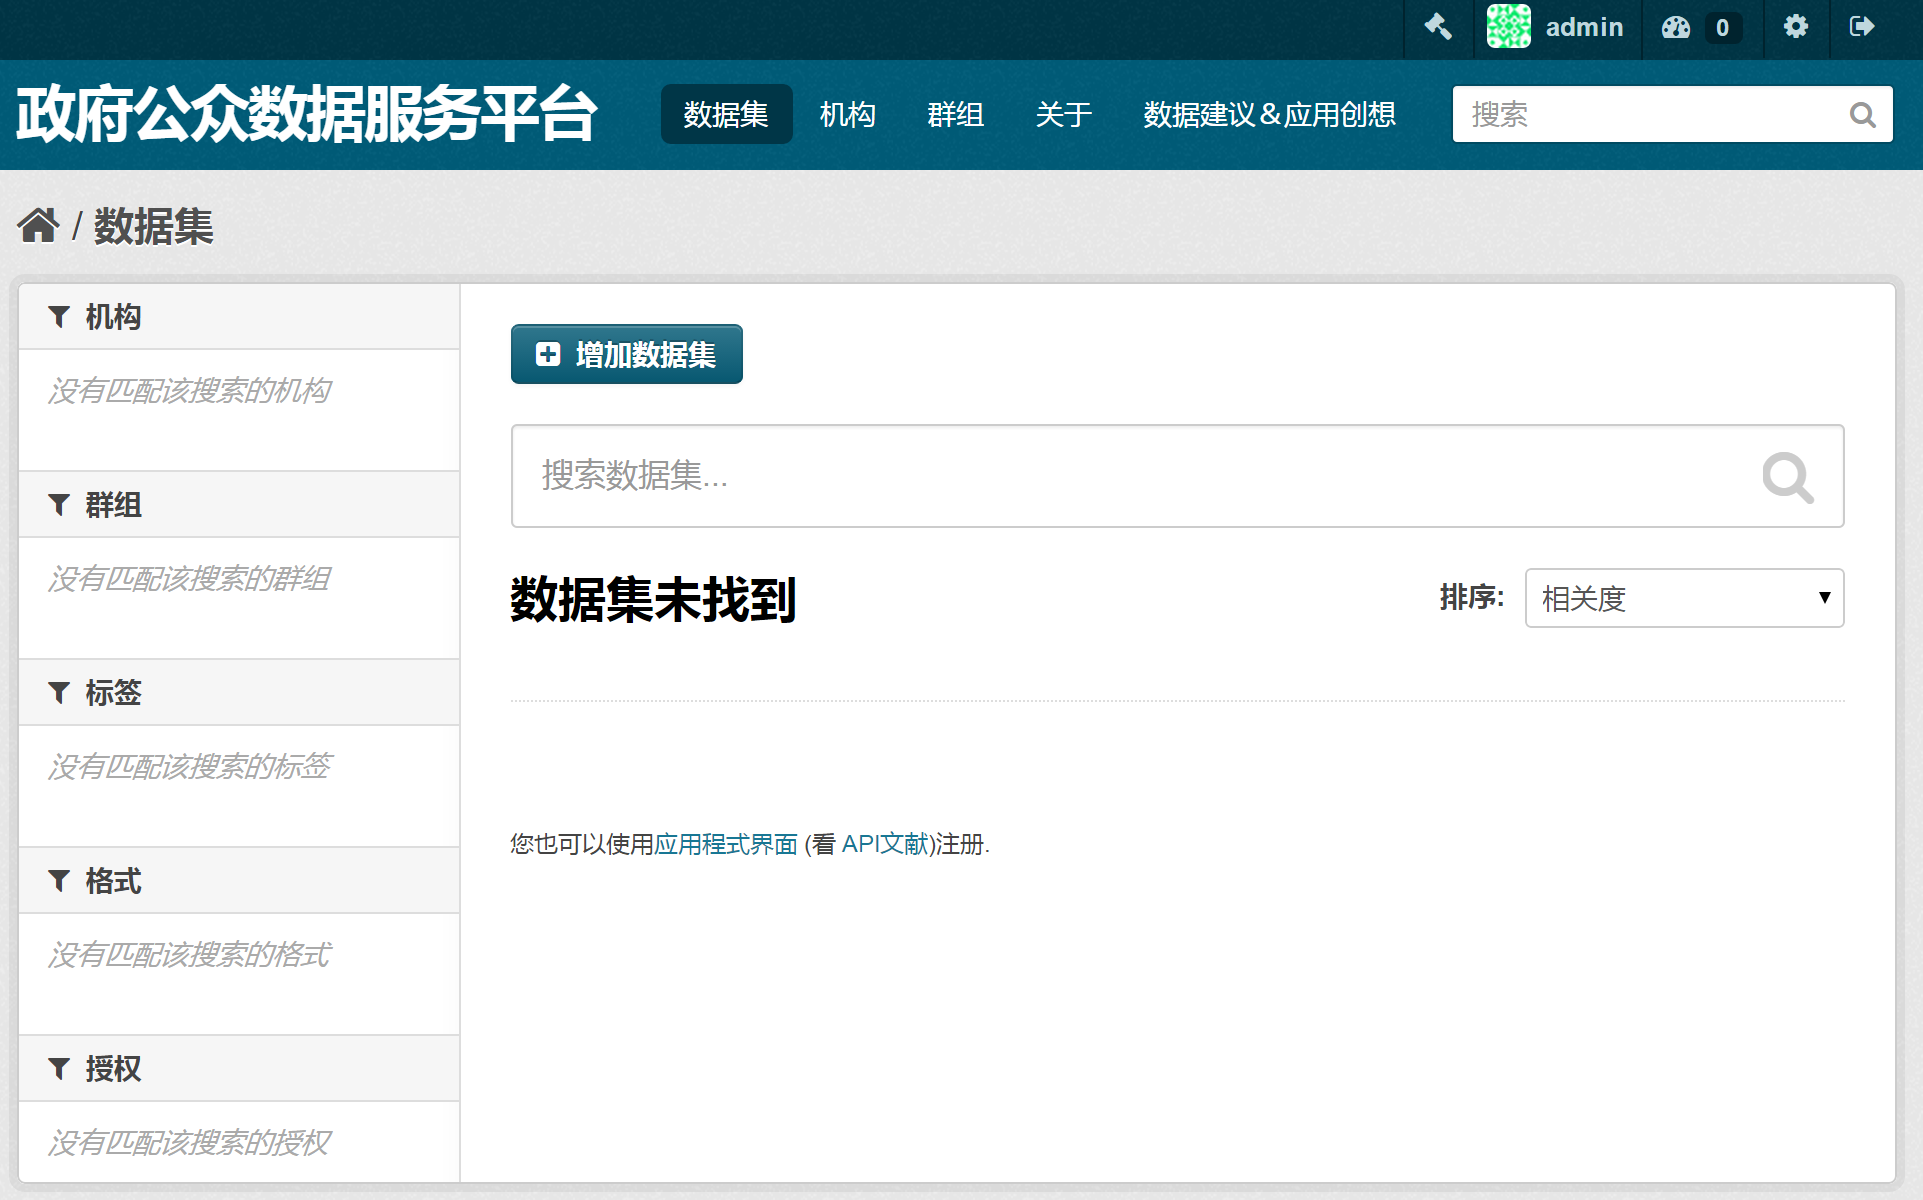 admin
0
政府公众数据服务平台
数据集
机构
群组
关于
数据建议&应用创想
搜索
/ 数据集
机构
没有匹配该搜索的机构
群组
没有匹配该搜索的群组
标签
没有匹配该搜索的标签
格式
没有匹配该搜索的格式
授权
没有匹配该搜索的授权
增加数据集
搜索数据集...
数据集未找到
排序: 相关度
您也可以使用应用程式界面 (看 API文献)注册.